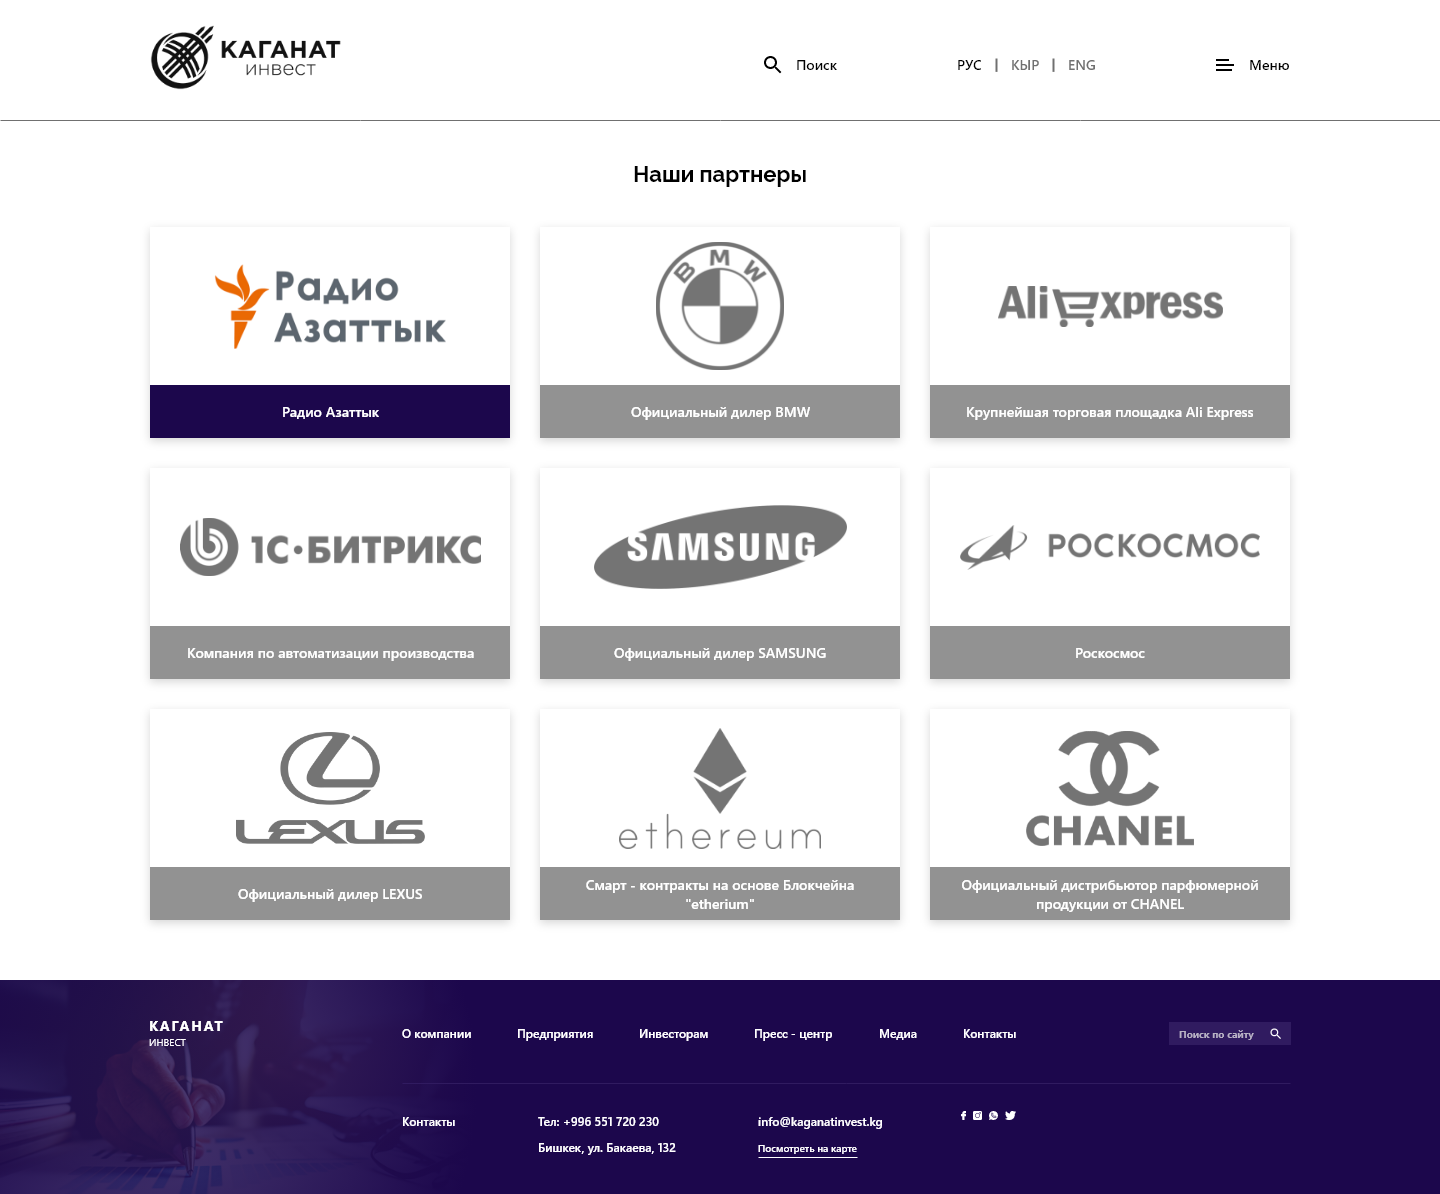 КАГАНАТ
ИНВЕСТ
Поиск
РУС | КЫР | ENG
Меню
Наши партнеры
Радио
Азаттык
Радио Азаттык
BMW
Официальный дилер BMW
AliExpress
Крупнейшая торговая площадка Ali Express
1С·БИТРИКС
Компания по автоматизации производства
SAMSUNG
Официальный дилер SAMSUNG
РОСКОСМОС
Роскосмос
LEXUS
Официальный дилер LEXUS
ethereum
Смарт - контракты на основе Блокчейна
"etherium"
CHANEL
Официальный дистрибьютор парфюмерной
продукции от CHANEL
КАГАНАТ
ИНВЕСТ
О компании
Предприятия
Инвесторам
Пресс - центр
Медиа
Контакты
Поиск по сайту
Контакты
Тел: +996 551 720 230
Бишкек, ул. Бакаева, 132
info@kaganatinvest.kg
Посмотреть на карте